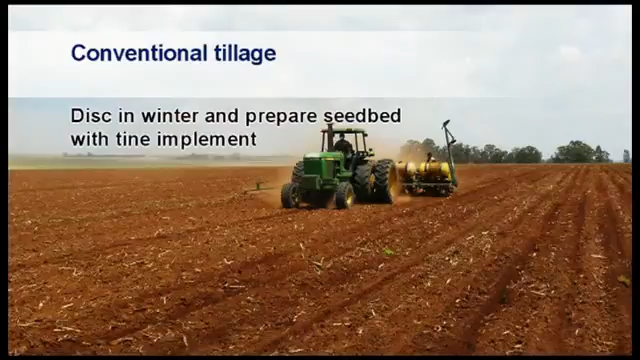 Conventional tillage
Disc in winter and prepare seedbed
with tine implement